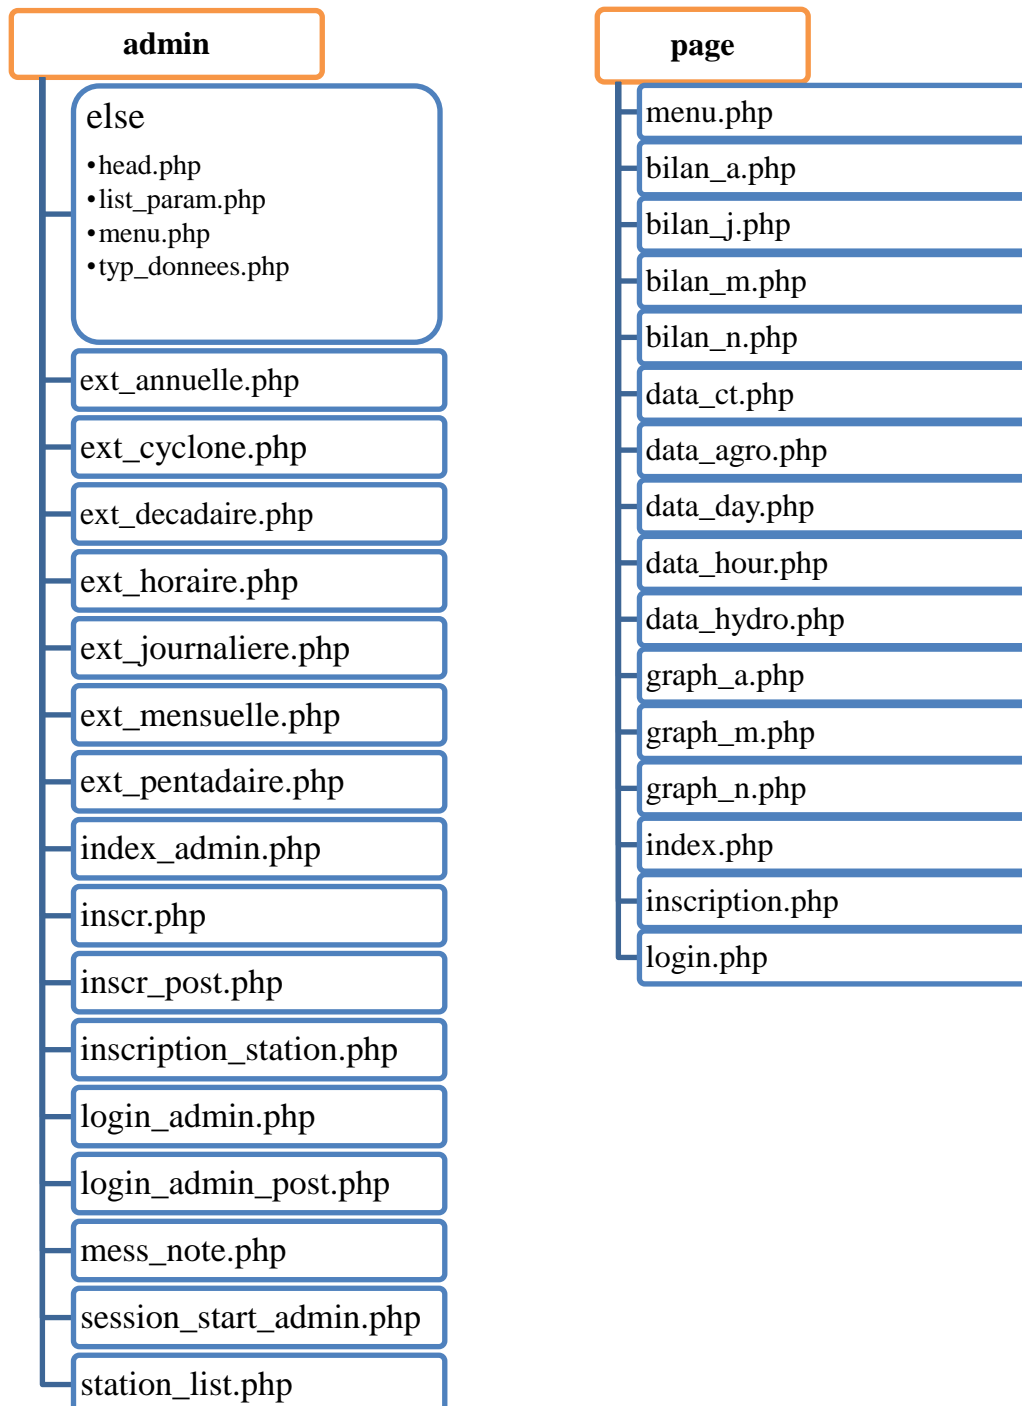 admin
else
•head.php
•list_param.php
•menu.php
•typ_donnees.php
ext_annuelle.php
ext_cyclone.php
ext_decadaire.php
ext_horaire.php
ext_journaliere.php
ext_mensuelle.php
ext_pentadaire.php
index_admin.php
inscr.php
inscr_post.php
inscription_station.php
login_admin.php
login_admin_post.php
mess_note.php
session_start_admin.php
station_list.php
page
menu.php
bilan_a.php
bilan_j.php
bilan_m.php
bilan_n.php
data_ct.php
data_agro.php
data_day.php
data_hour.php
data_hydro.php
graph_a.php
graph_m.php
graph_n.php
index.php
inscription.php
login.php